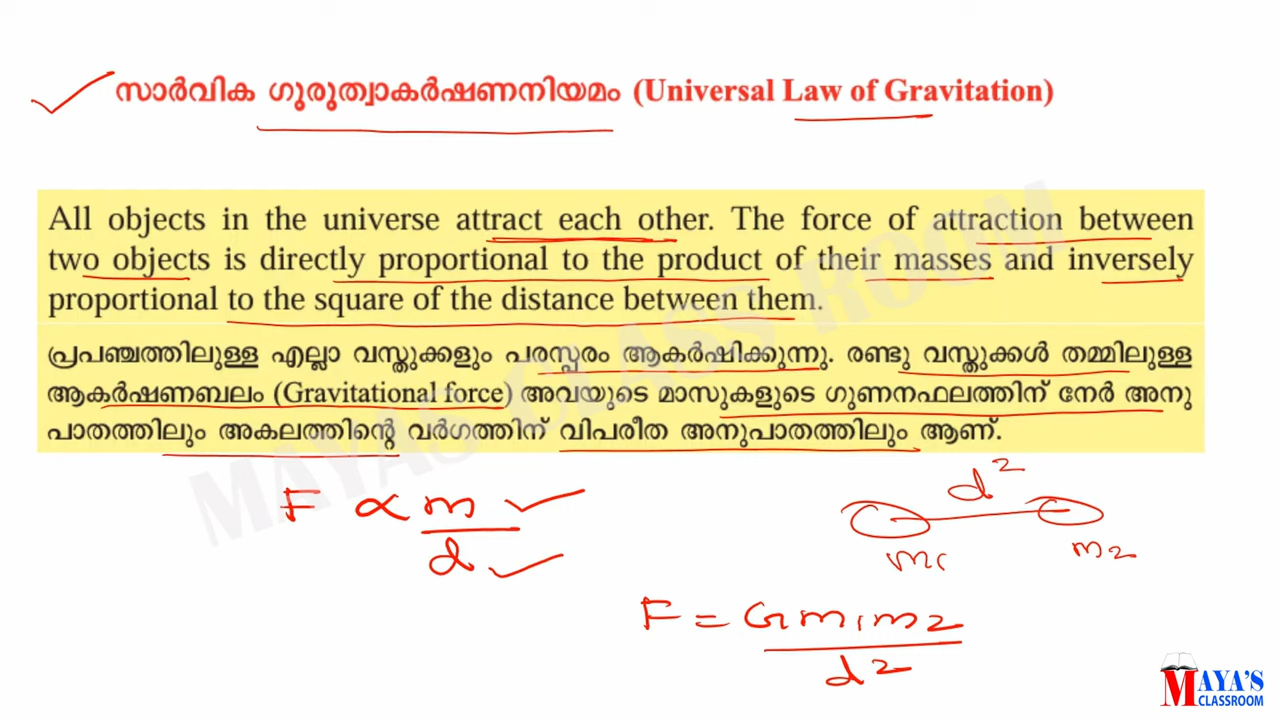 സാർവിക ഗുരുത്വാകർഷണനിയമം (Universal Law of Gravitation)
All objects in the universe attract each other. The force of attraction between
two objects is directly proportional to the product of their masses and inversely
proportional to the square of the distance between them.
പ്രപഞ്ചത്തിലുള്ള എല്ലാ വസ്തുക്കളും പരസ്പരം ആകർഷിക്കുന്നു. രണ്ടു വസ്തുക്കൾ തമ്മിലുള്ള
ആകർഷണബലം (Gravitational force) അവയുടെ മാസുകളുടെ ഗുണനഫലത്തിന് നേർ അനു
പാതത്തിലും അകലത്തിന്റെ വർഗത്തിന് വിപരീത അനുപാതത്തിലും ആണ്.
MAYA'S CLASS ROOM
F ∝ m
d
d²
m₁ m₂
F = Gm₁m₂
d²
MAYA'S
CLASSROOM